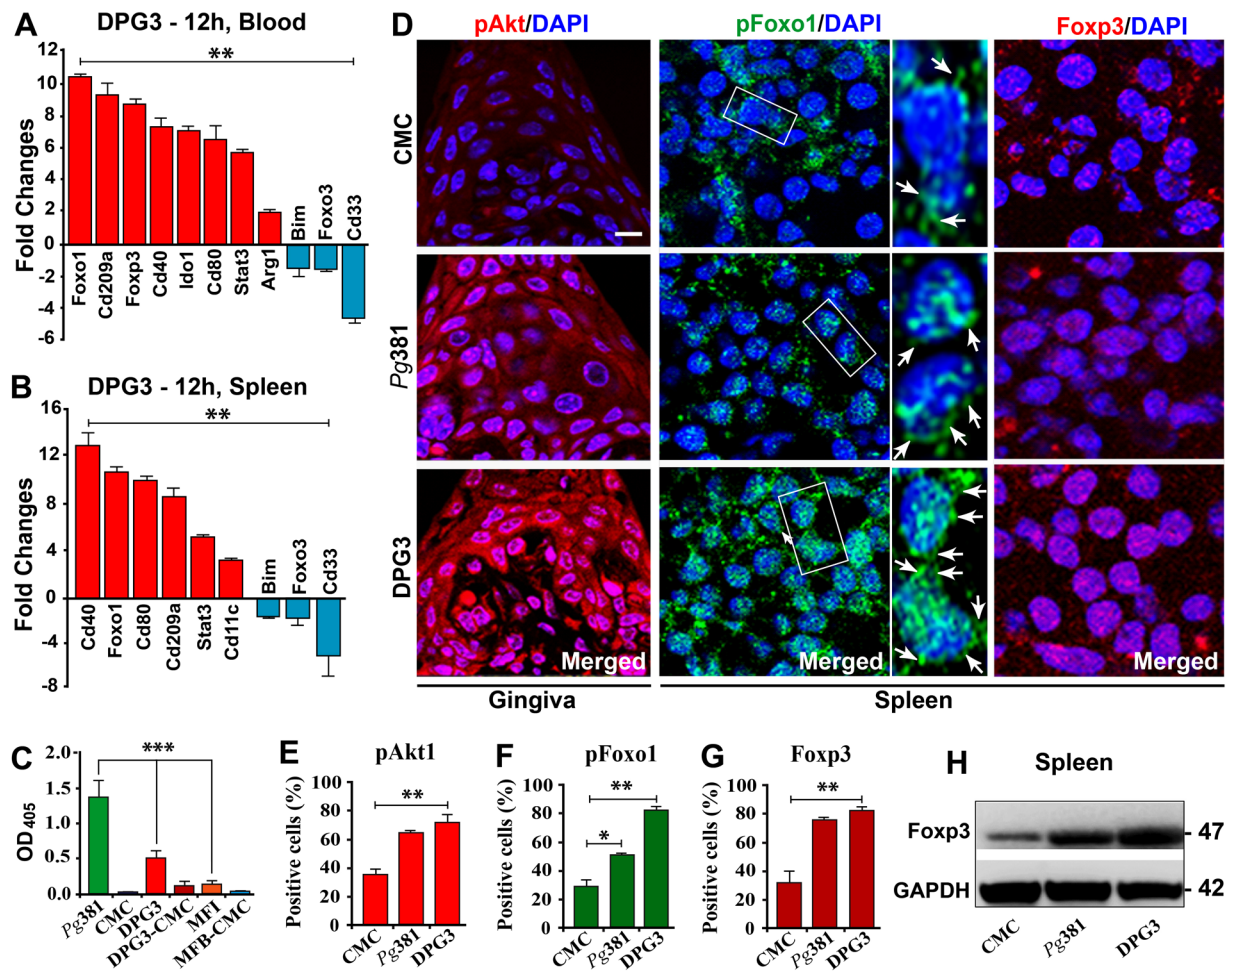 A
DPG3 - 12h, Blood
Fold Changes
12
10
8
6
4
2
0
-2
-4
-6
**
Foxo1
Cd209a
Foxp3
Cd40
Ido1
Cd80
Stat3
Arg1
Bim
Foxo3
Cd33
B
DPG3 - 12h, Spleen
Fold Changes
16
12
8
4
0
-4
-8
**
Cd40
Foxo1
Cd80
Cd209a
Stat3
Cd11c
Bim
Foxo3
Cd33
C
OD405
2.0
1.5
1.0
0.5
0.0
***
Pg381
CMC
DPG3
DPG3-CMC
MFI
MFB-CMC
D
pAkt/DAPI
pFoxo1/DAPI
Foxp3/DAPI
CMC
Pg381
DPG3
Merged
Merged
Merged
Gingiva
Spleen
E
pAkt1
Positive cells (%)
100
80
60
40
20
0
**
CMC
Pg381
DPG3
F
pFoxo1
Positive cells (%)
100
80
60
40
20
0
**
*
CMC
Pg381
DPG3
G
Foxp3
Positive cells (%)
100
80
60
40
20
0
**
CMC
Pg381
DPG3
H
Spleen
Foxp3
- 47
GAPDH
- 42
CMC
Pg381
DPG3